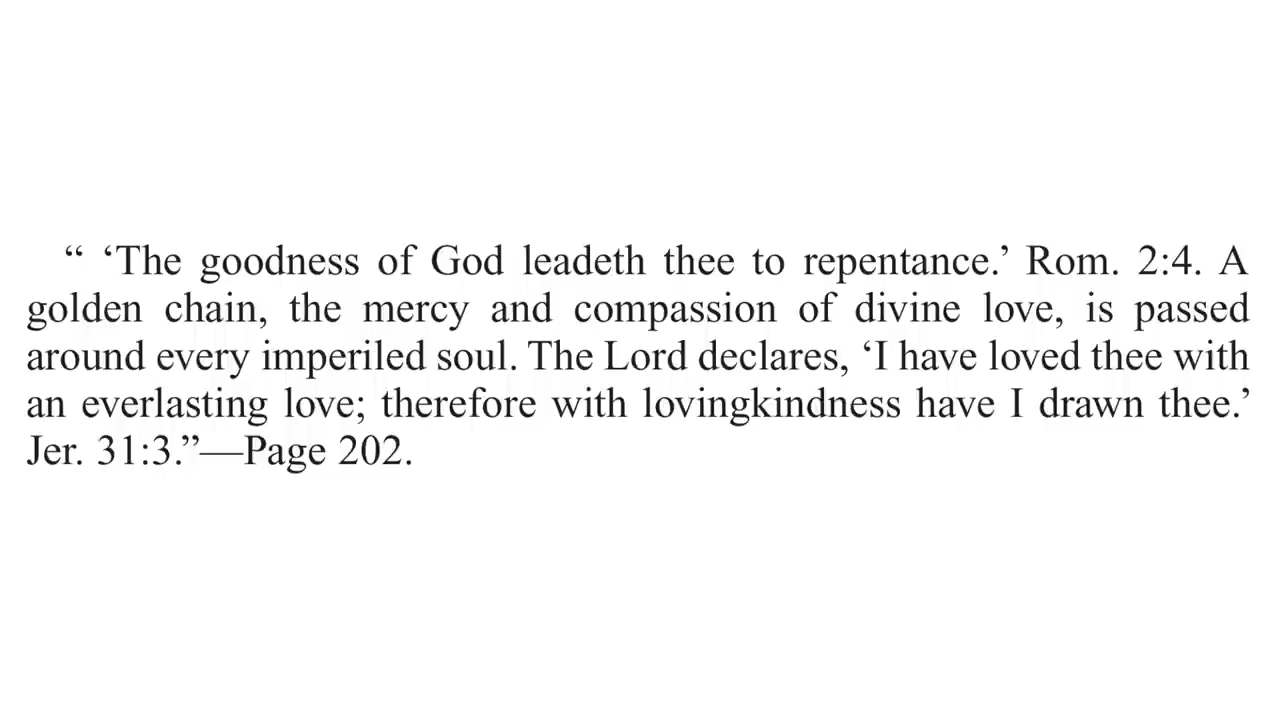 “ ‘The goodness of God leadeth thee to repentance.’ Rom. 2:4. A
golden chain, the mercy and compassion of divine love, is passed
around every imperiled soul. The Lord declares, ‘I have loved thee with
an everlasting love; therefore with lovingkindness have I drawn thee.’
Jer. 31:3.”—Page 202.